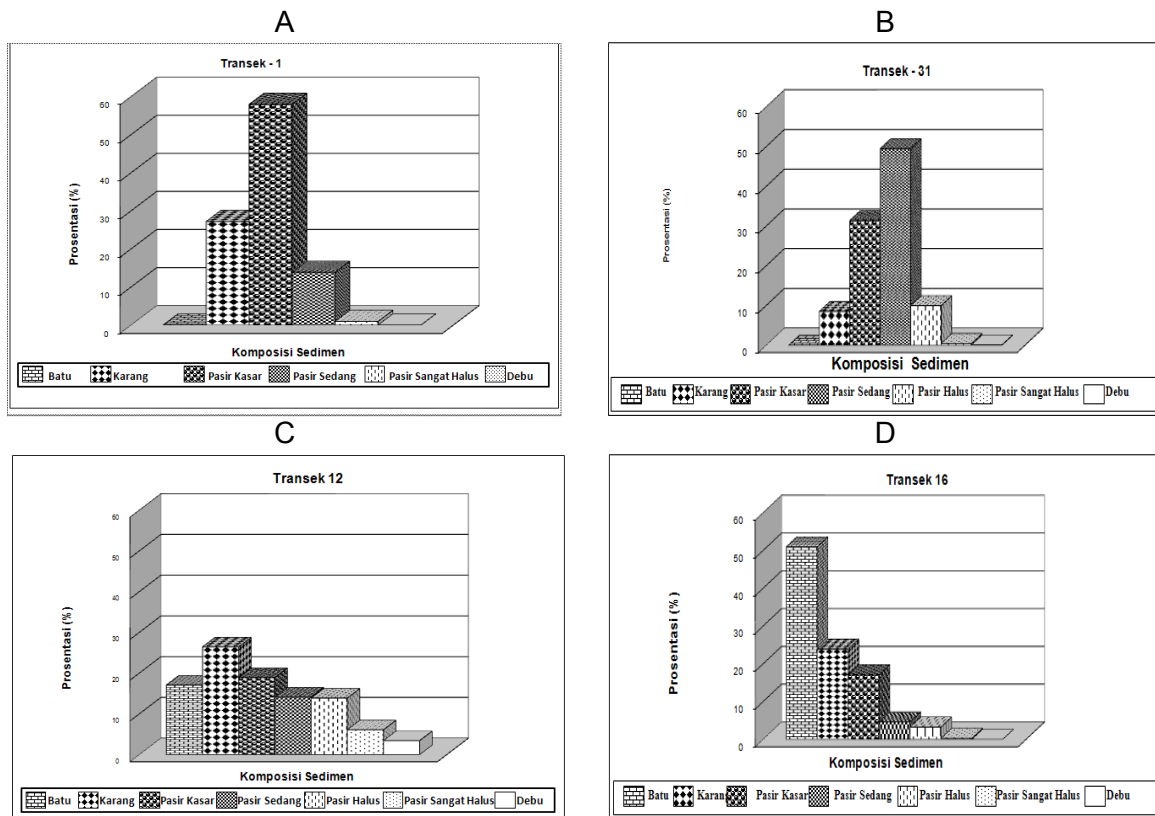 A
Transek - 1
Prosentasi (%)
60
50
40
30
20
10
0
Komposisi Sedimen
Batu Karang Pasir Kasar Pasir Sedang Pasir Sangat Halus Debu
B
Transek - 31
Prosentasi (%)
60
50
40
30
20
10
0
Komposisi Sedimen
Batu Karang Pasir Kasar Pasir Sedang Pasir Halus Pasir Sangat Halus Debu
C
Transek 12
Prosentasi (%)
60
50
40
30
20
10
0
Komposisi Sedimen
Batu Karang Pasir Kasar Pasir Sedang Pasir Halus Pasir Sangat Halus Debu
D
Transek 16
Prosentasi (%)
60
50
40
30
20
10
0
Komposisi Sedimen
Batu Karang Pasir Kasar Pasir Sedang Pasir Halus Pasir Sangat Halus Debu